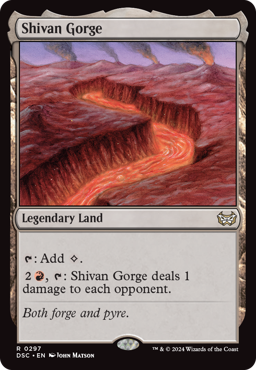 Shivan Gorge
Legendary Land
: Add .
2 , : Shivan Gorge deals 1
damage to each opponent.
Both forge and pyre.
R 0297
DSC • EN JOHN MATSON
™ & © 2024 Wizards of the Coast